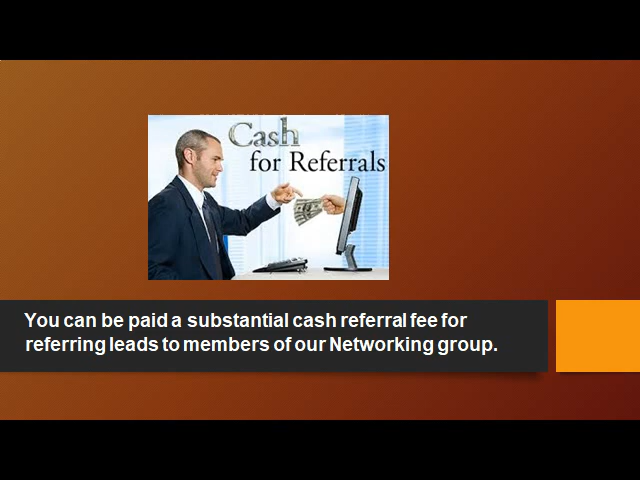 Cash
for Referrals
You can be paid a substantial cash referral fee for
referring leads to members of our Networking group.